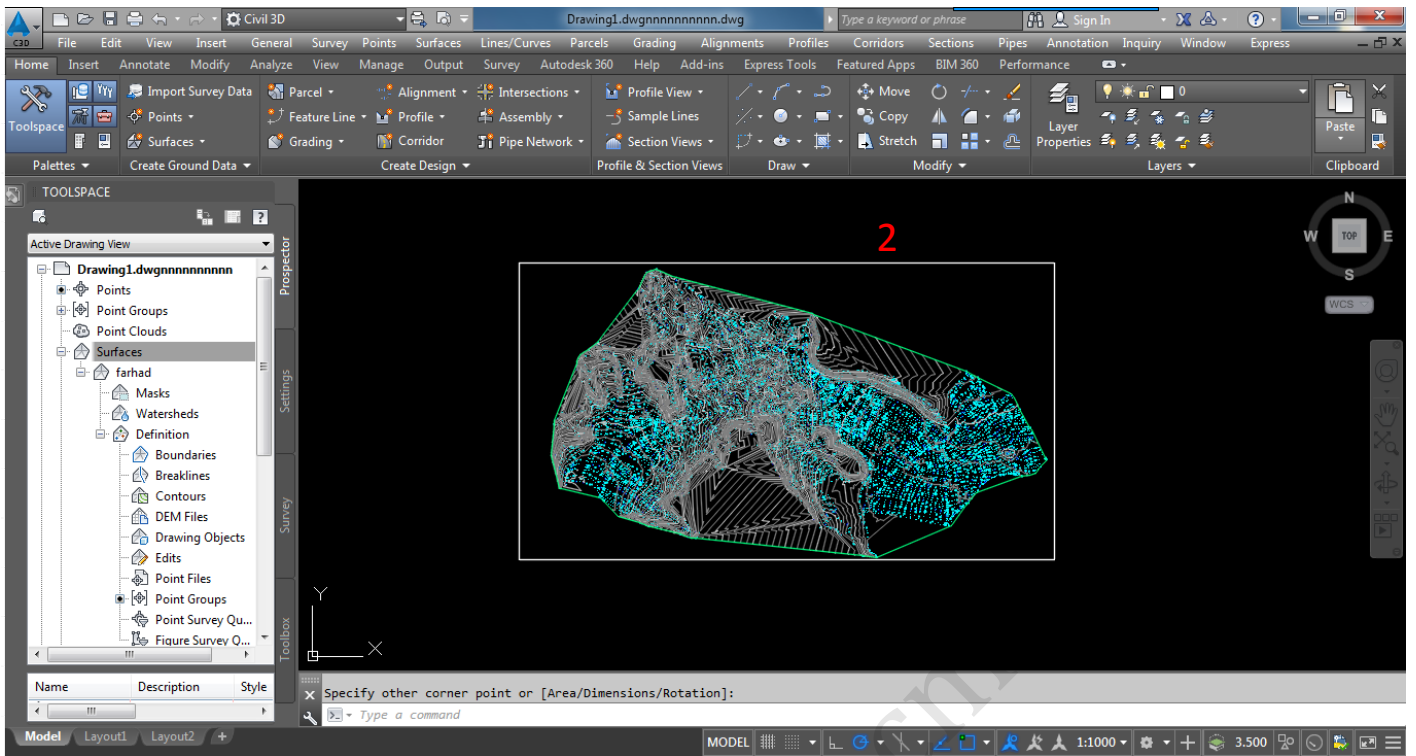 Civil 3D Drawing1.dwgnnnnnnnnnn.dwg Type a keyword or phrase Sign In
C3D File Edit View Insert General Survey Points Surfaces Lines/Curves Parcels Grading Alignments Profiles Corridors Sections Pipes Annotation Inquiry Window Express
Home Insert Annotate Modify Analyze View Manage Output Survey Autodesk 360 Help Add-ins Express Tools Featured Apps BIM 360 Performance
Import Survey Data Parcel Alignment Intersections Profile View Move 0
Toolspace Points Feature Line Profile Assembly Sample Lines Copy Layer Properties Paste
Surfaces Grading Corridor Pipe Network Section Views Stretch
Palettes Create Ground Data Create Design Profile & Section Views Draw Modify Layers Clipboard
TOOLSPACE
Active Drawing View
Drawing1.dwgnnnnnnnnnn
Points
Point Groups
Point Clouds
Surfaces
farhad
Masks
Watersheds
Definition
Boundaries
Breaklines
Contours
DEM Files
Drawing Objects
Edits
Point Files
Point Groups
Point Survey Qu...
Figure Survey Q...
Name Description Style
Prospector
Settings
Survey
Toolbox
2
N
W TOP E
S
WCS
Y
X
Specify other corner point or [Area/Dimensions/Rotation]:
Type a command
Model Layout1 Layout2 + MODEL 1:1000 3.500